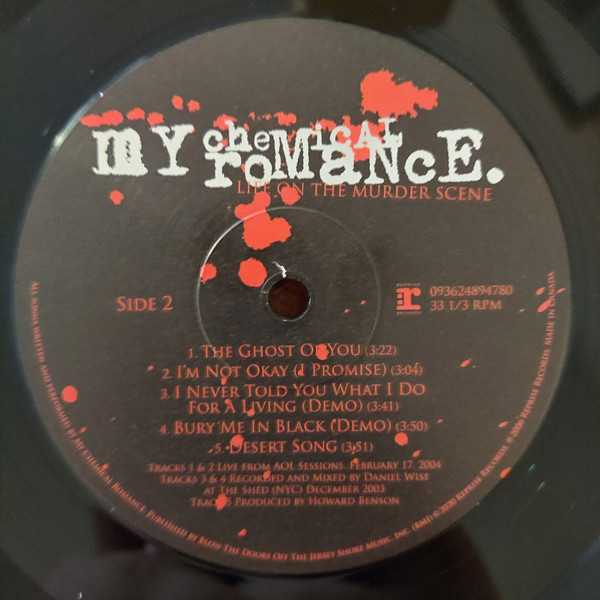 my chemical
romance.
LIFE ON THE MURDER SCENE
SIDE 2
REPRISE
RECORDS
093624894780
33 1/3 RPM
1. THE GHOST OF YOU (3:22)
2. I'M NOT OKAY (I PROMISE) (3:04)
3. I NEVER TOLD YOU WHAT I DO
FOR A LIVING (DEMO) (3:41)
4. BURY ME IN BLACK (DEMO) (3:50)
5. DESERT SONG (3:51)
TRACKS 1 & 2 LIVE FROM AOL SESSIONS. FEBRUARY 17, 2004
TRACKS 3 & 4 RECORDED AND MIXED BY DANIEL WISE
AT THE SHED (NYC) DECEMBER 2003
TRACK 5 PRODUCED BY HOWARD BENSON
ALL SONGS WRITTEN AND PERFORMED BY MY CHEMICAL ROMANCE. PUBLISHED BY BLOW THE DOORS OFF THE JERSEY SHORE MUSIC, INC. (BMI) © 2020 REPRISE RECORDS. ℗ 2006 REPRISE RECORDS. MADE IN CANADA.